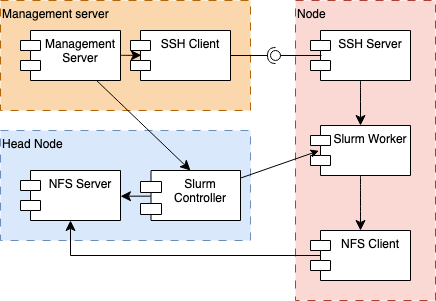 Management server
Node
Management
Server
SSH Client
SSH Server
Head Node
Slurm Worker
NFS Server
Slurm
Controller
NFS Client